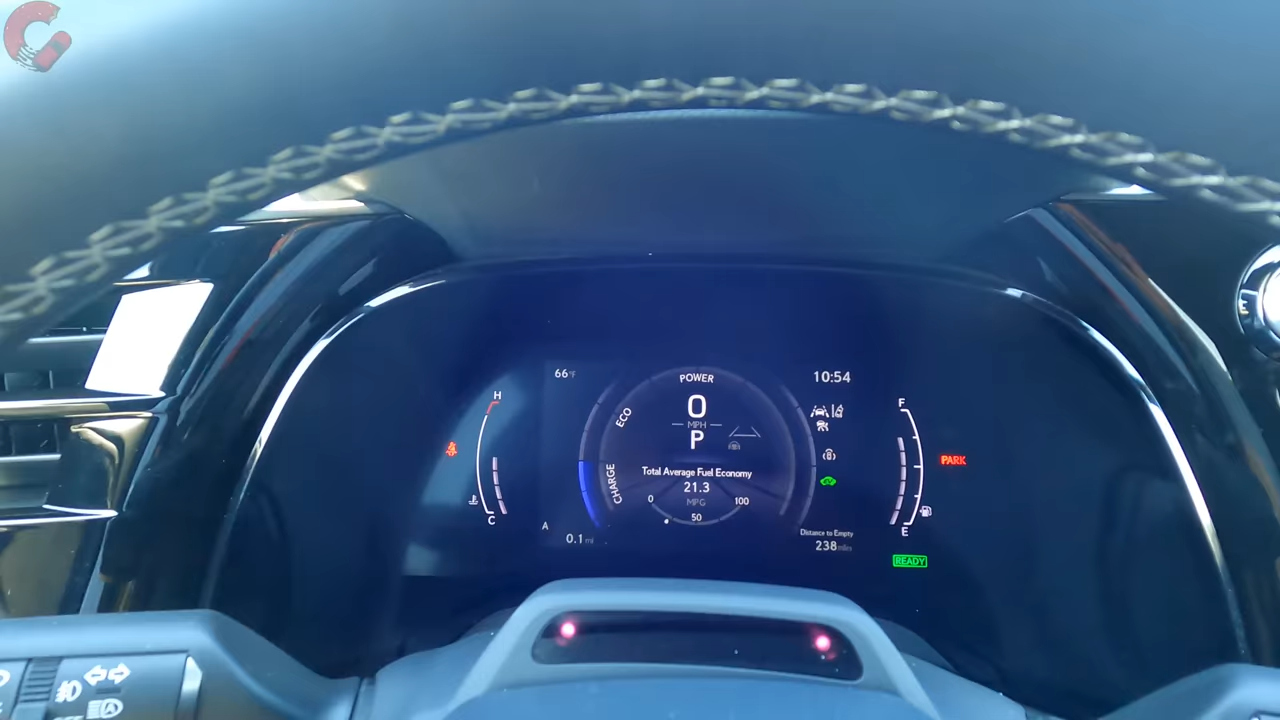 66°F
POWER
10:54
H
F
0
ECO
MPH
P
CHARGE
PARK
Total Average Fuel Economy
21.3
MPG
0
100
50
C
E
A
0.1 mi
Distance to Empty
238 miles
READY
E
OFF
A